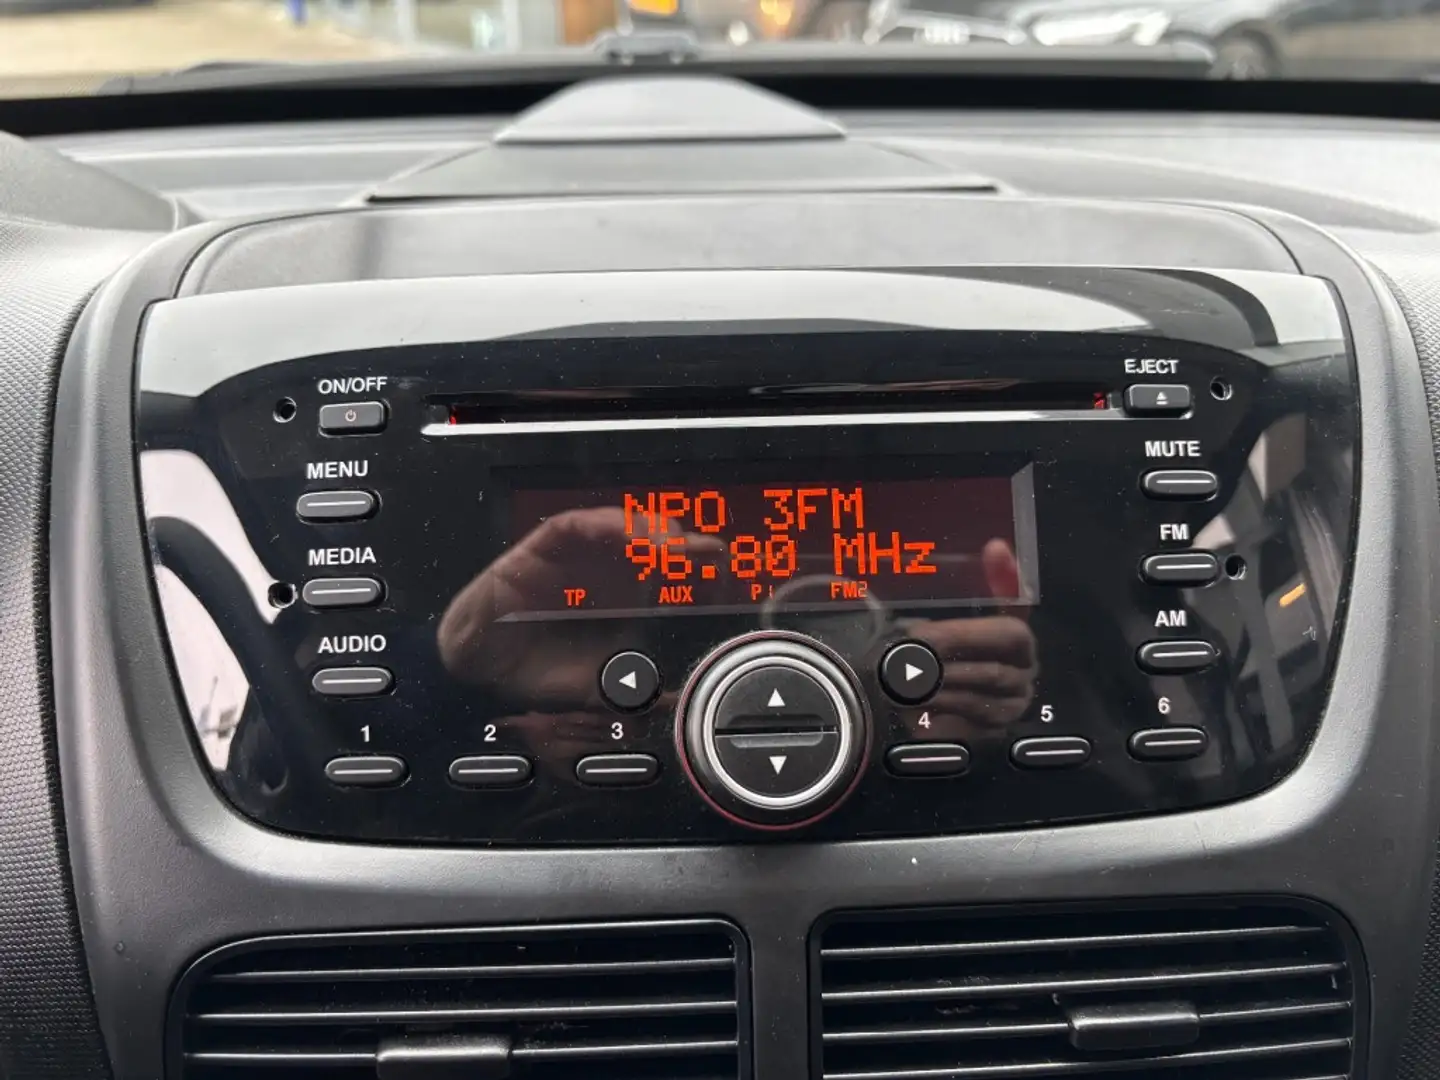 ON/OFF
EJECT
MENU
MUTE
NPO 3FM
96.80 MHz
TP AUX P1 FM2
MEDIA
FM
AUDIO
AM
1 2 3 4 5 6